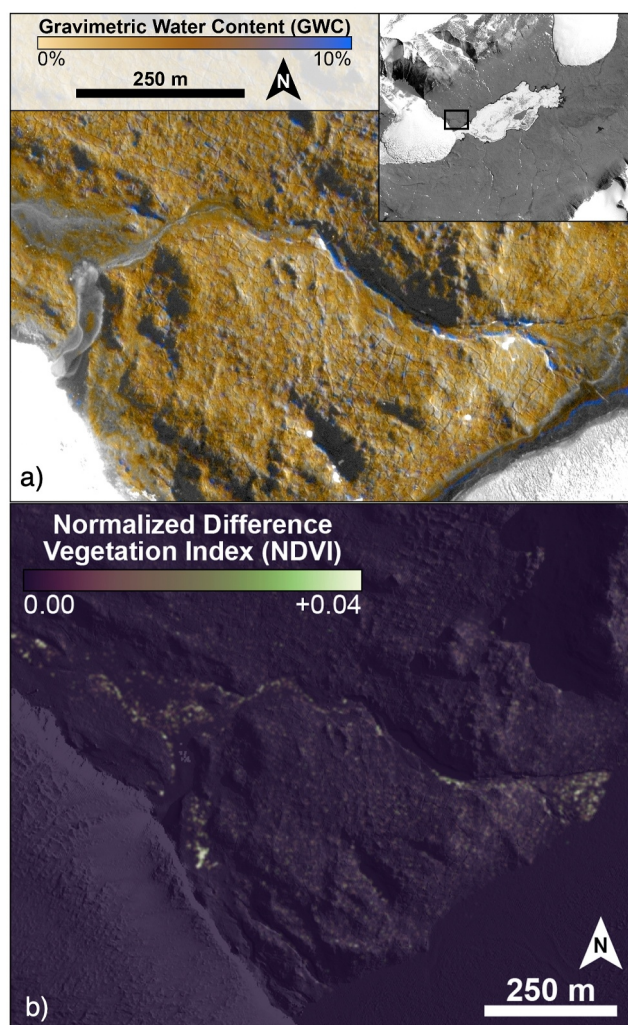 Gravimetric Water Content (GWC)
0% 10%
250 m
N
a)
Normalized Difference
Vegetation Index (NDVI)
0.00 +0.04
N
250 m
b)